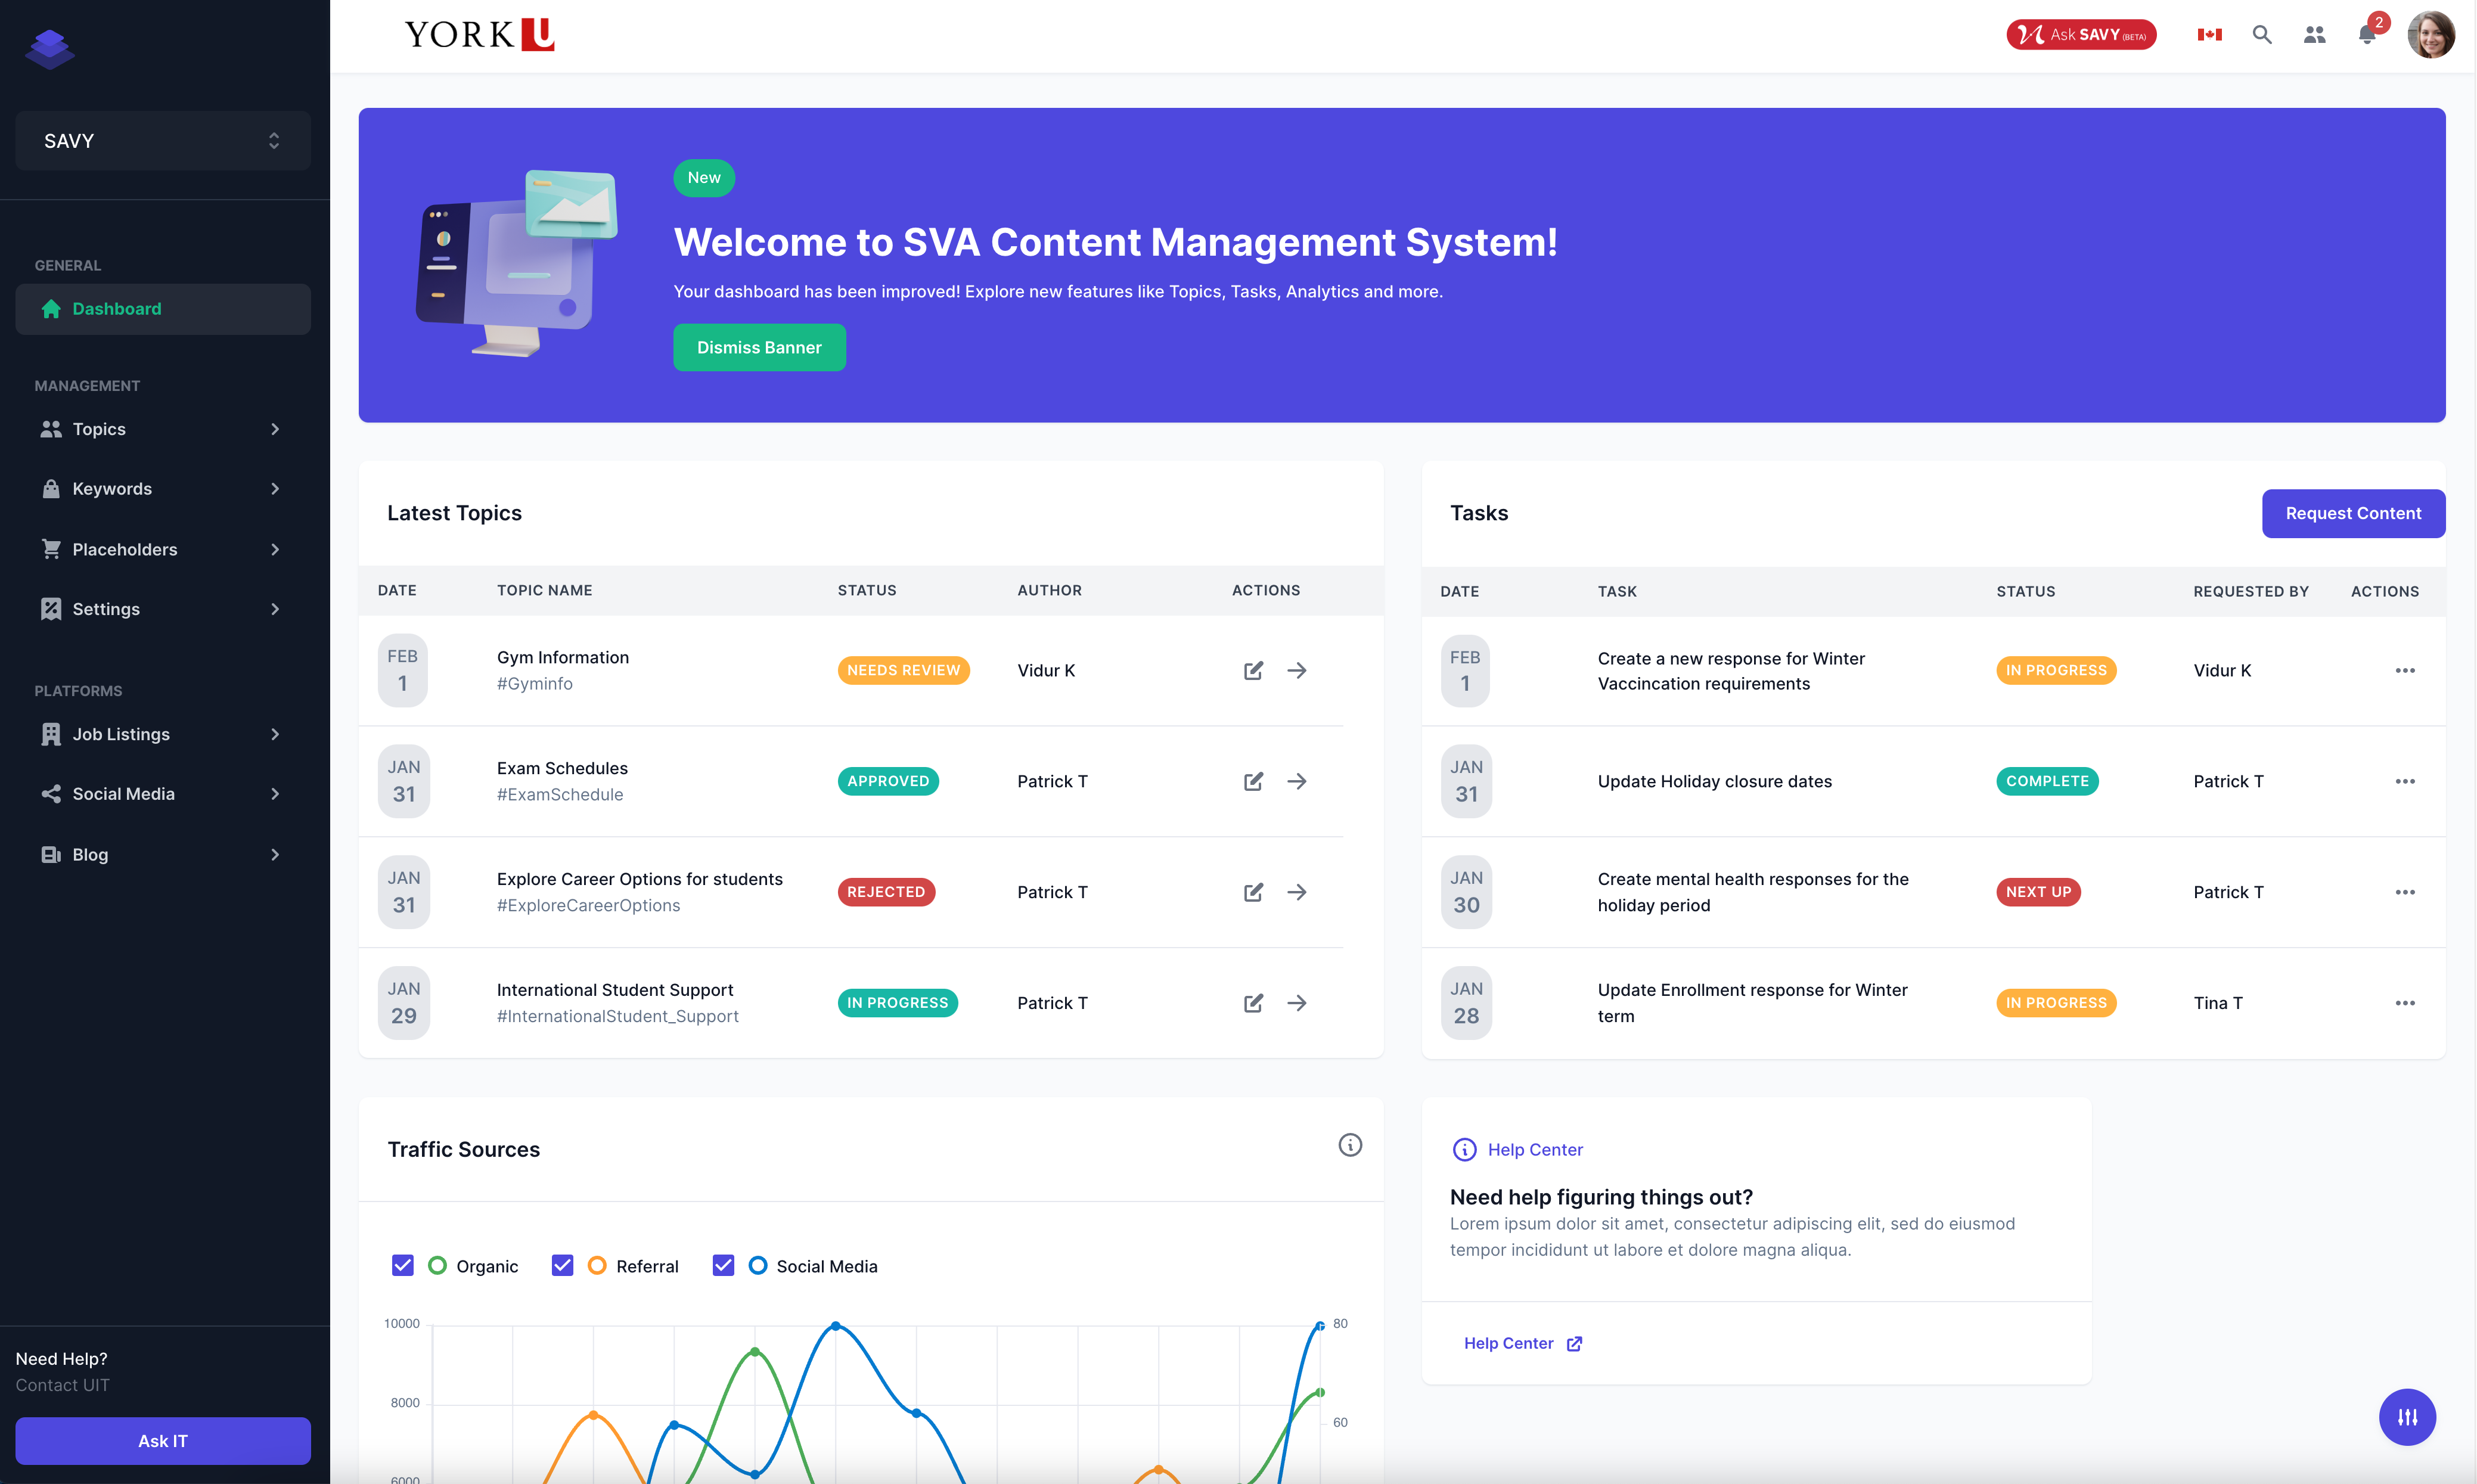 YORK U
Ask SAVY (BETA)
2
SAVY
GENERAL
Dashboard
MANAGEMENT
Topics
Keywords
Placeholders
Settings
PLATFORMS
Job Listings
Social Media
Blog
Need Help?
Contact UIT
Ask IT
New
Welcome to SVA Content Management System!
Your dashboard has been improved! Explore new features like Topics, Tasks, Analytics and more.
Dismiss Banner
Latest Topics
DATE TOPIC NAME STATUS AUTHOR ACTIONS
FEB
1
Gym Information
#Gyminfo
NEEDS REVIEW
Vidur K
JAN
31
Exam Schedules
#ExamSchedule
APPROVED
Patrick T
JAN
31
Explore Career Options for students
#ExploreCareerOptions
REJECTED
Patrick T
JAN
29
International Student Support
#InternationalStudent_Support
IN PROGRESS
Patrick T
Tasks
Request Content
DATE TASK STATUS REQUESTED BY ACTIONS
FEB
1
Create a new response for Winter
Vaccincation requirements
IN PROGRESS
Vidur K
JAN
31
Update Holiday closure dates
COMPLETE
Patrick T
JAN
30
Create mental health responses for the
holiday period
NEXT UP
Patrick T
JAN
28
Update Enrollment response for Winter
term
IN PROGRESS
Tina T
Traffic Sources
Organic Referral Social Media
10000
8000
6000
80
60
Help Center
Need help figuring things out?
Lorem ipsum dolor sit amet, consectetur adipiscing elit, sed do eiusmod
tempor incididunt ut labore et dolore magna aliqua.
Help Center